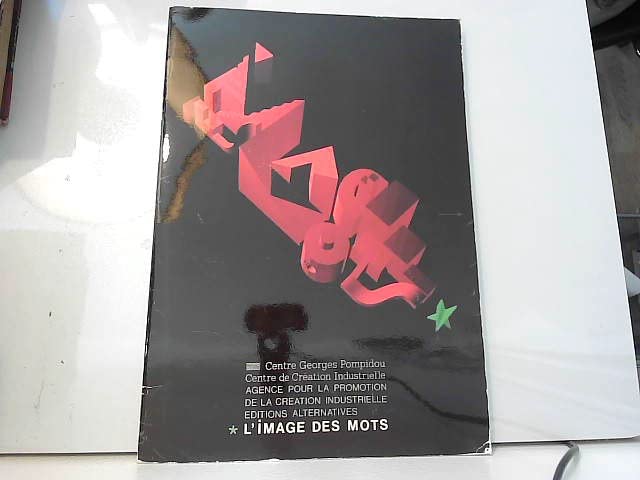 Centre Georges Pompidou
Centre de Création Industrielle
AGENCE POUR LA PROMOTION
DE LA CREATION INDUSTRIELLE
EDITIONS ALTERNATIVES
* L'IMAGE DES MOTS